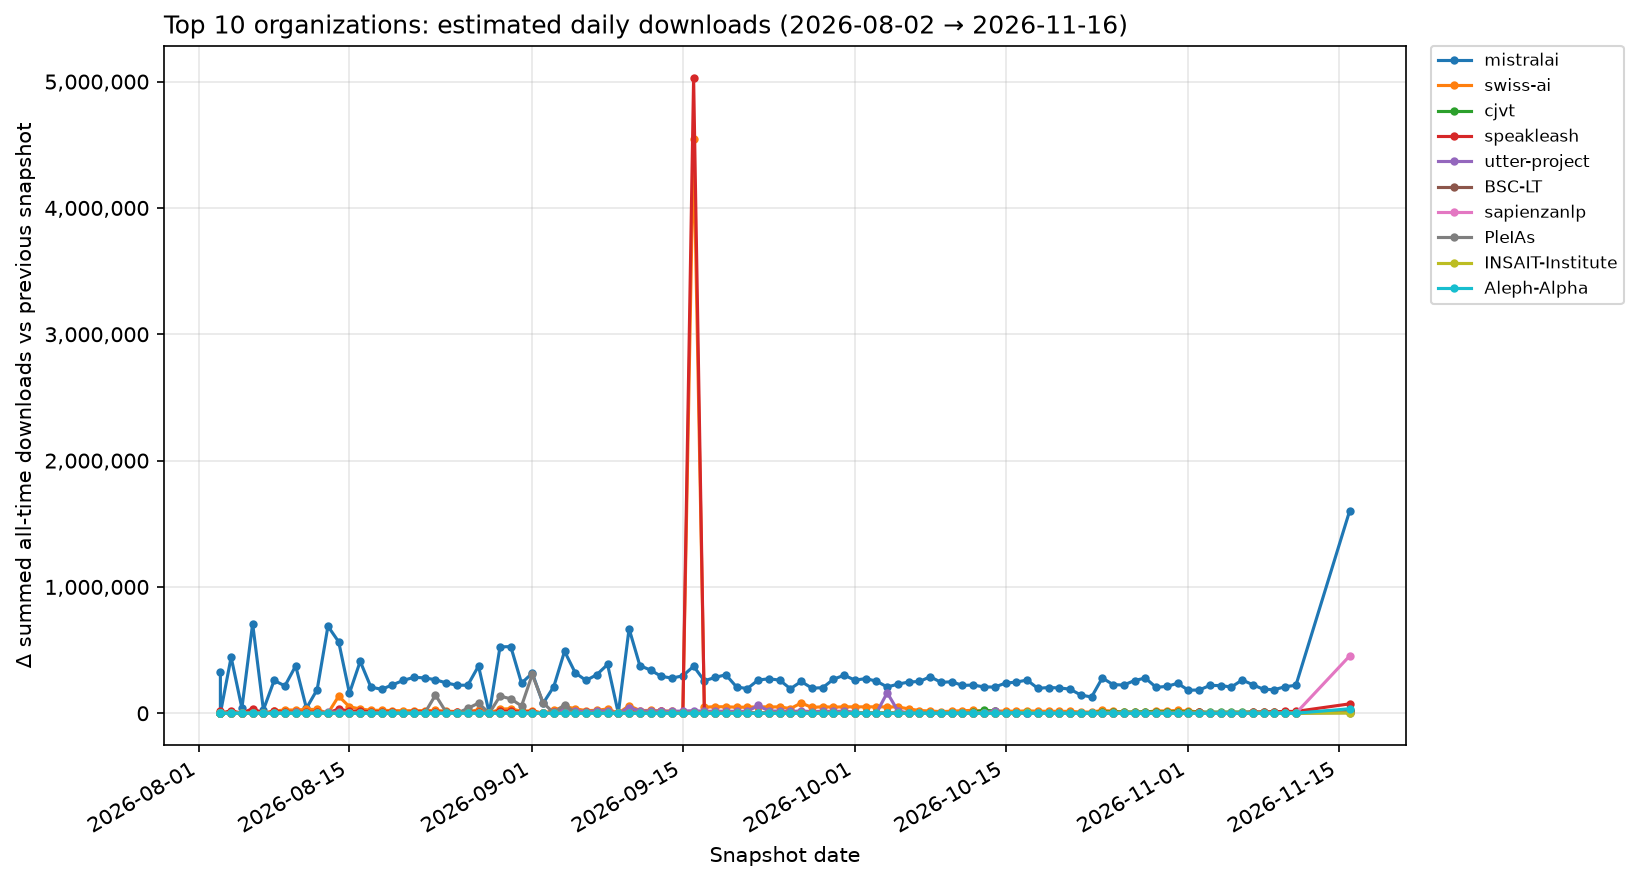 Top 10 organizations: estimated daily downloads (2026-08-02 → 2026-11-16)
Δ summed all-time downloads vs previous snapshot
5,000,000
4,000,000
3,000,000
2,000,000
1,000,000
0
2026-08-01
2026-08-15
2026-09-01
2026-09-15
2026-10-01
2026-10-15
2026-11-01
2026-11-15
Snapshot date
mistralai
swiss-ai
cjvt
speakleash
utter-project
BSC-LT
sapienzanlp
PleIAs
INSAIT-Institute
Aleph-Alpha